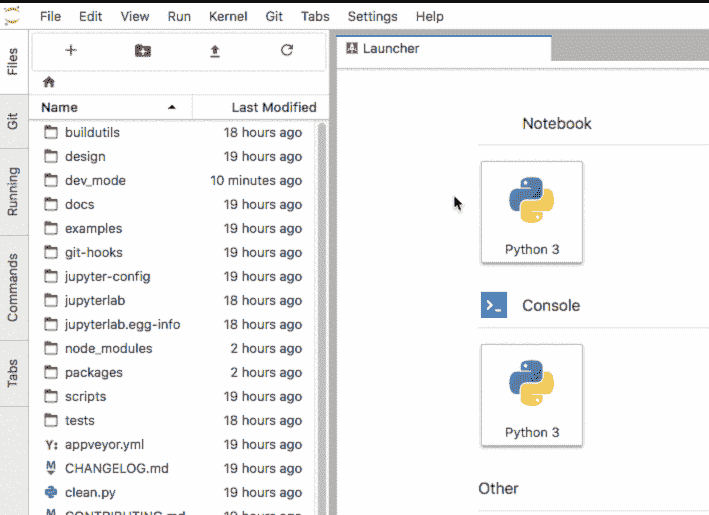 File Edit View Run Kernel Git Tabs Settings Help
Files
Git
Running
Commands
Tabs
Name Last Modified
buildutils 18 hours ago
design 19 hours ago
dev_mode 10 minutes ago
docs 19 hours ago
examples 19 hours ago
git-hooks 19 hours ago
jupyter-config 19 hours ago
jupyterlab 18 hours ago
jupyterlab.egg-info 18 hours ago
node_modules 2 hours ago
packages 2 hours ago
scripts 19 hours ago
tests 18 hours ago
Y: appveyor.yml 19 hours ago
M CHANGELOG.md 19 hours ago
clean.py 19 hours ago
M CONTRIBUTING.md 19 hours ago
Launcher
Notebook
Python 3
Console
Python 3
Other